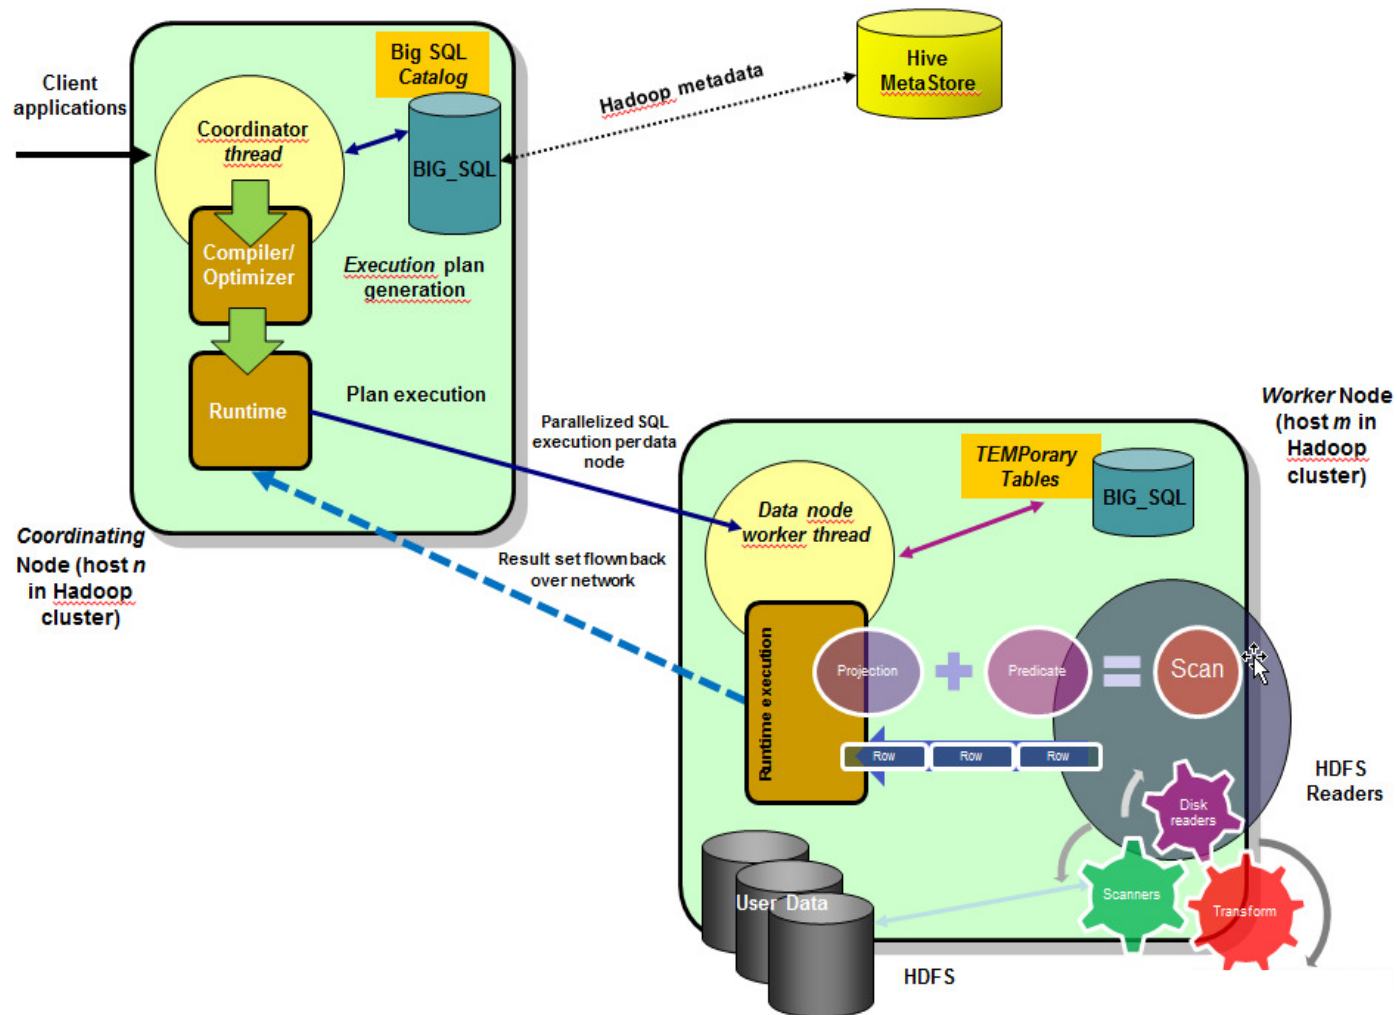 Client
applications
Big SQL
Catalog
Coordinator
thread
BIG_SQL
Hadoop metadata
Hive
MetaStore
Compiler/
Optimizer
Execution plan
generation
Runtime
Plan execution
Parallelized SQL
execution per data
node
Worker Node
(host m in
Hadoop
cluster)
Coordinating
Node (host n
in Hadoop
cluster)
Result set flown back
over network
Data node
worker thread
TEMPorary
Tables
BIG_SQL
Runtime execution
Projection
Predicate
Scan
Row
Row
Row
HDFS
Readers
Disk
readers
Scanners
Transform
User Data
HDFS